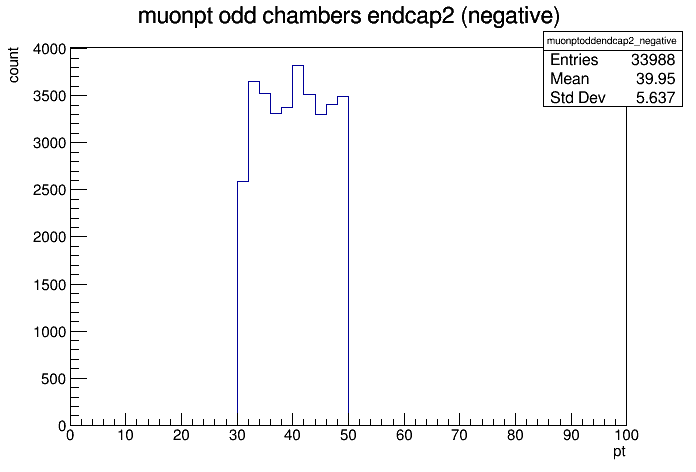 muonpt odd chambers endcap2 (negative)
muonptoddendcap2_negative
Entries 33988
Mean 39.95
Std Dev 5.637
count
4000
3500
3000
2500
2000
1500
1000
500
0
0 10 20 30 40 50 60 70 80 90 100
pt